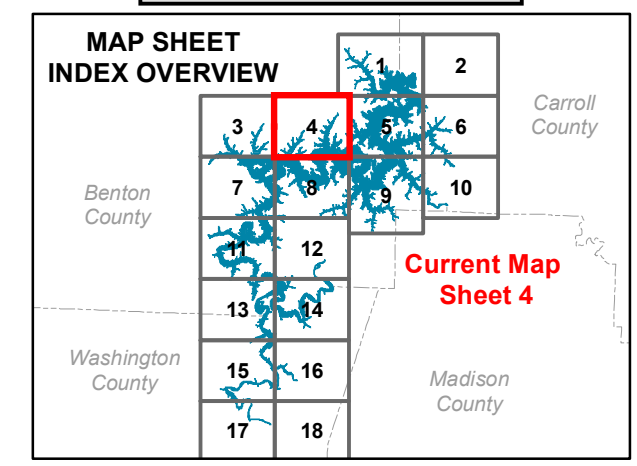 MAP SHEET
INDEX OVERVIEW
1
2
Carroll
County
3
4
5
6
Benton
County
7
8
9
10
11
12
Current Map
Sheet 4
13
14
Washington
County
15
16
Madison
County
17
18